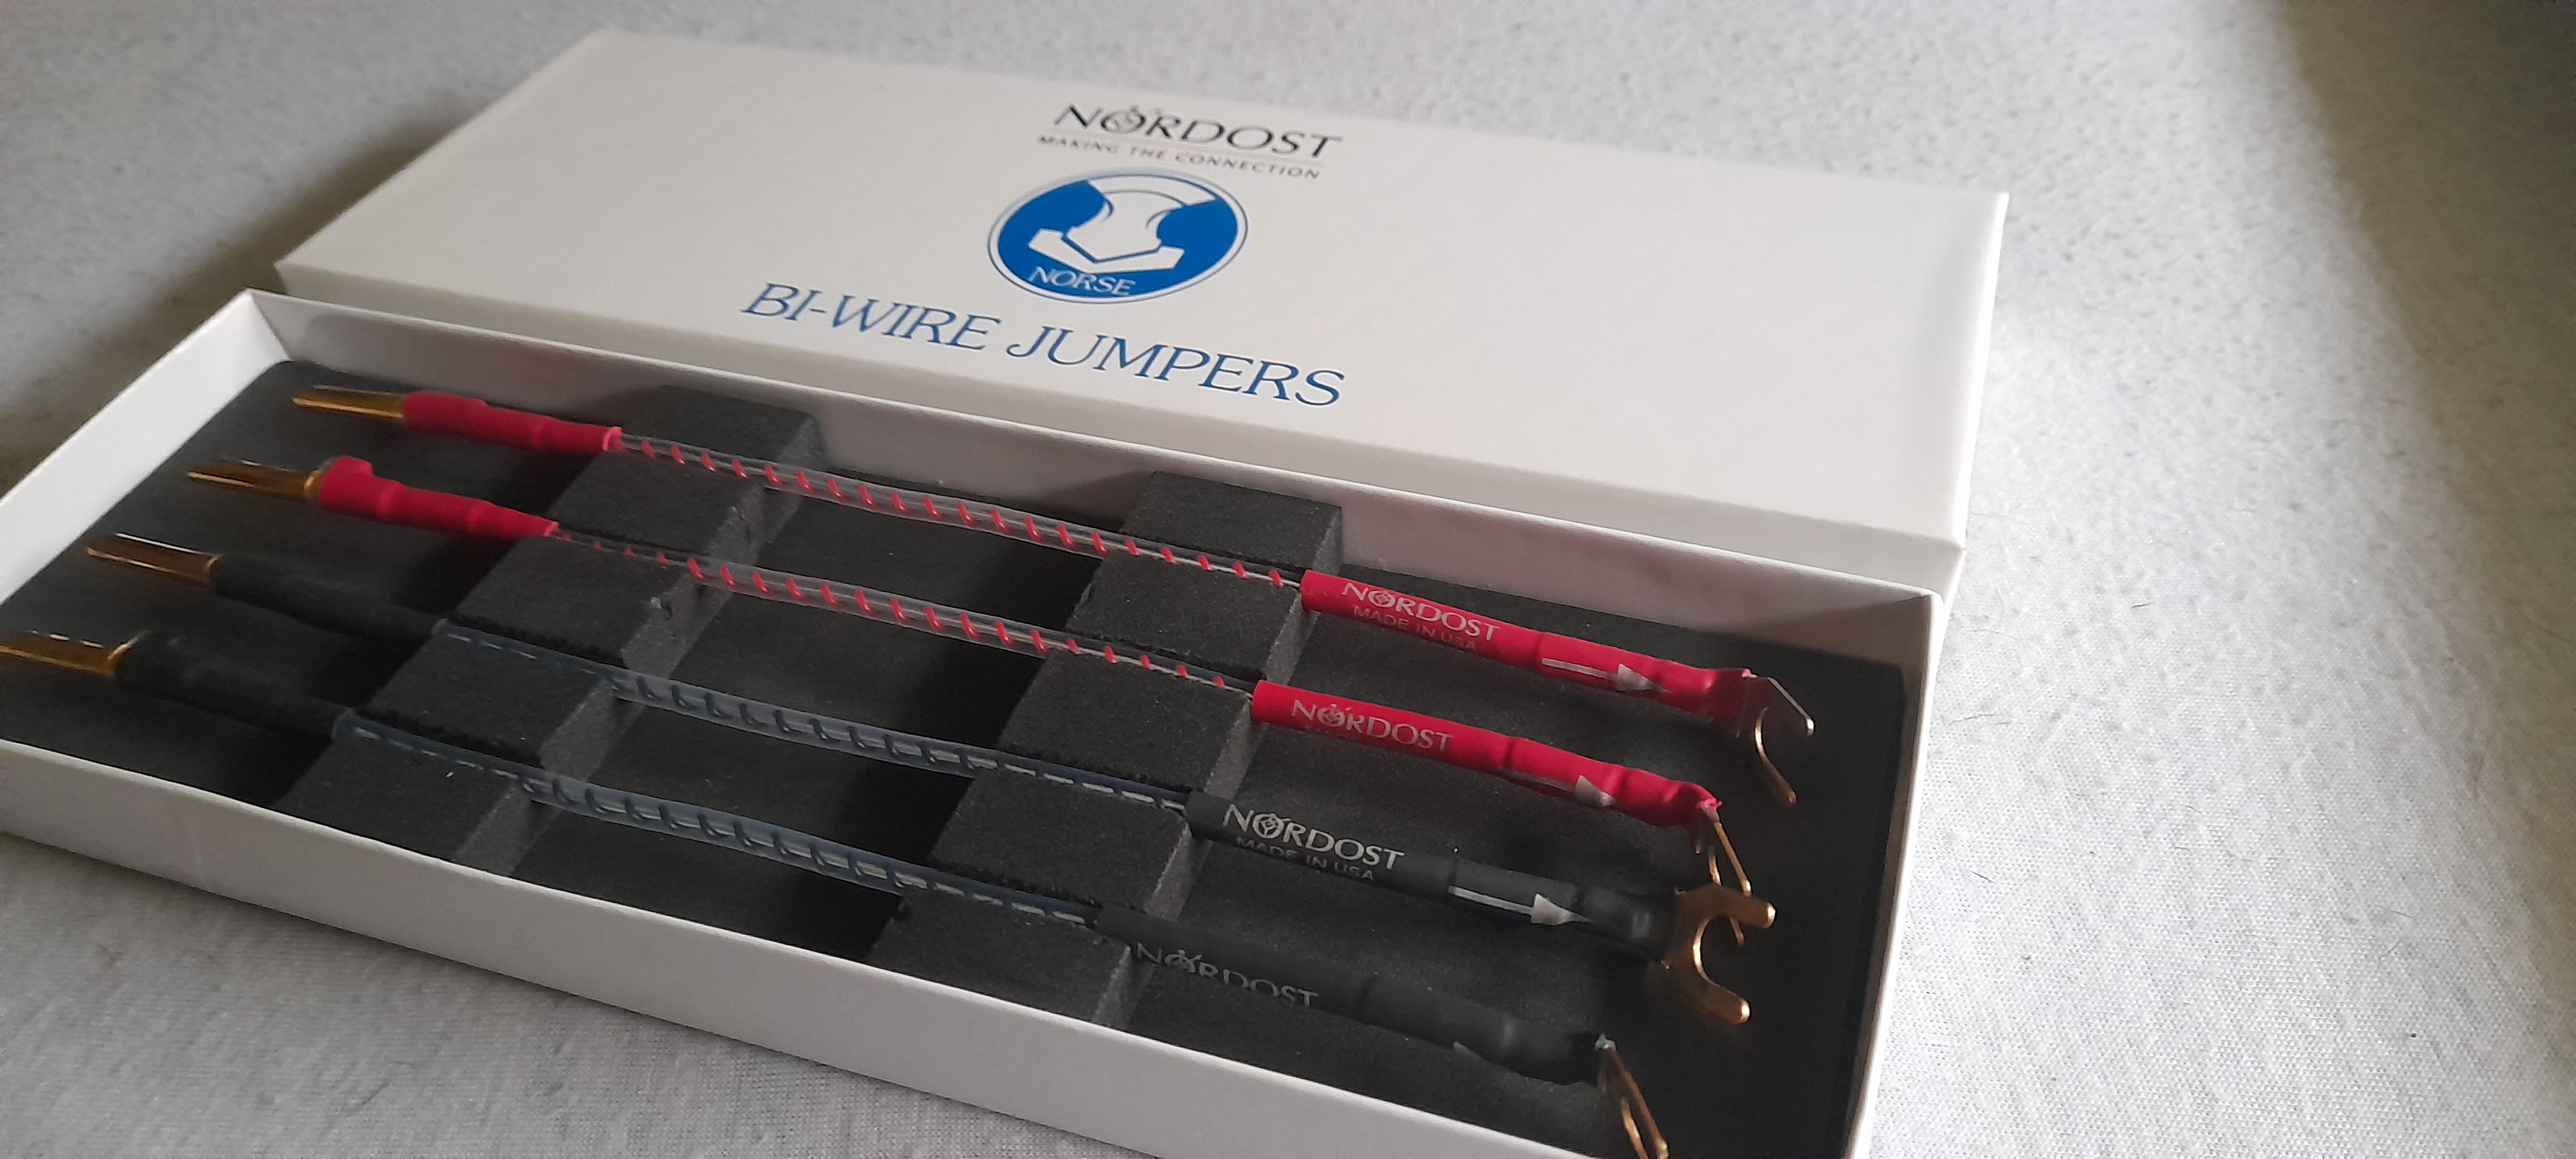 NORDOST
MAKING THE CONNECTION
NORSE
BI-WIRE JUMPERS
NORDOST
MADE IN USA
NORDOST
NORDOST
MADE IN USA
NORDOST